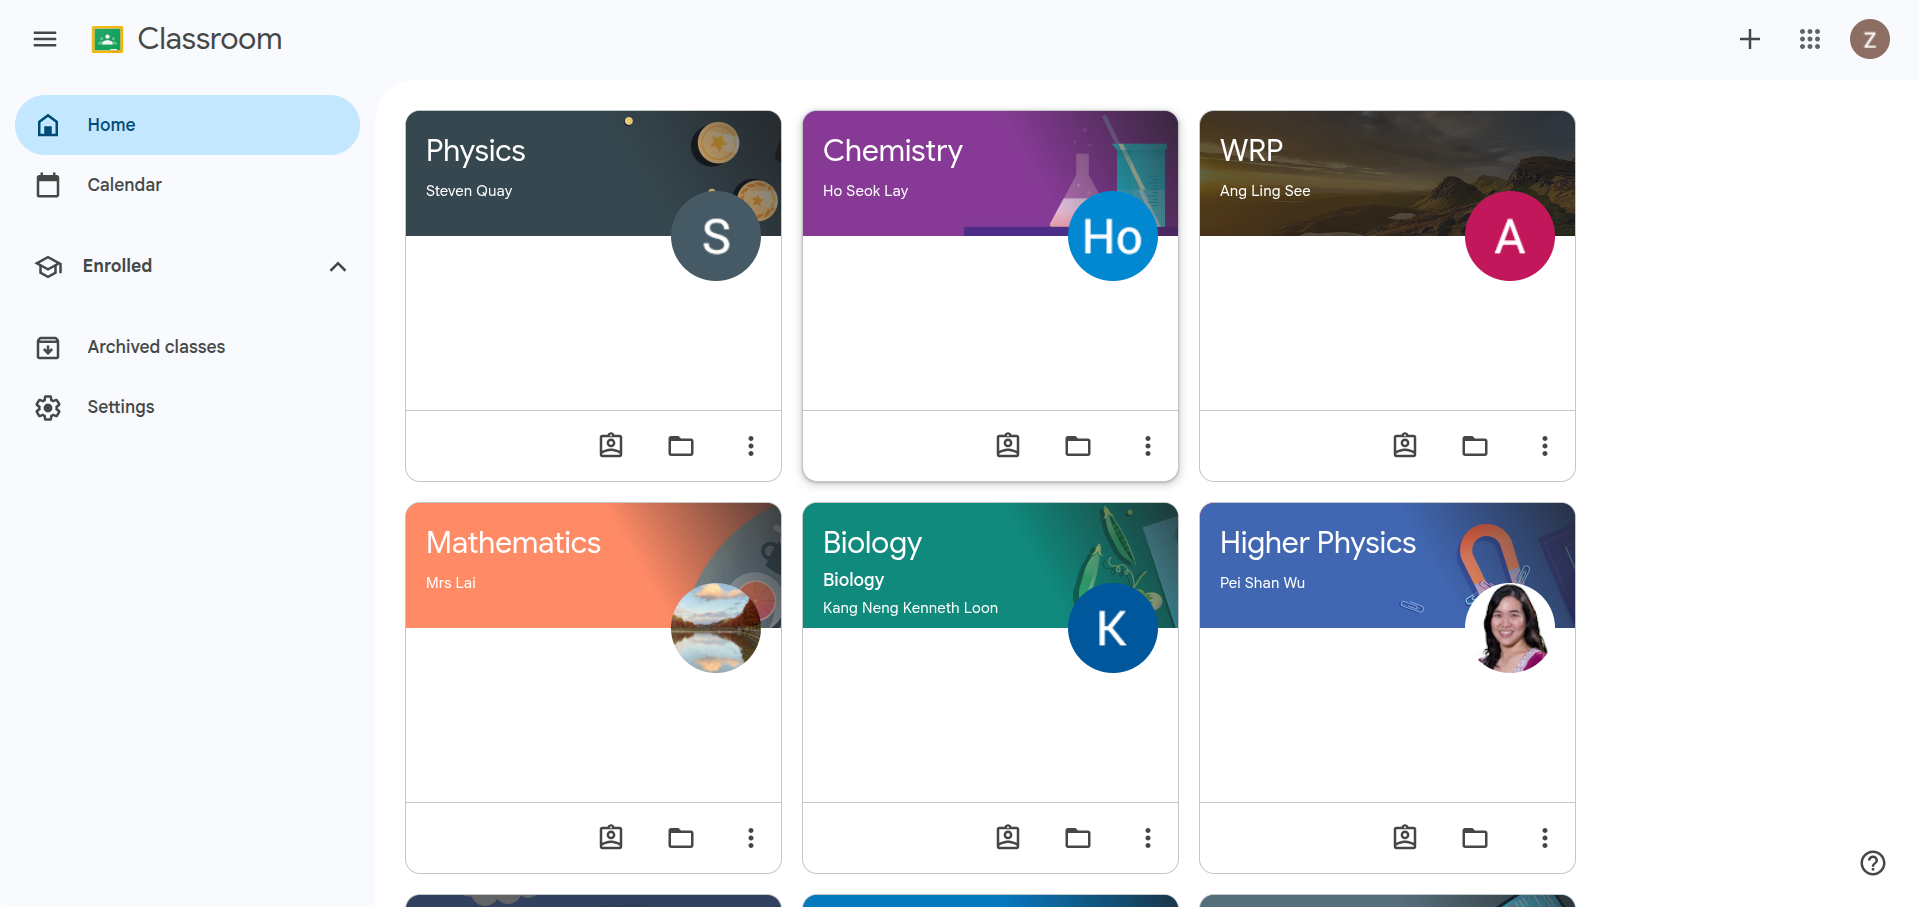 Classroom
Z
Home
Calendar
Enrolled
Archived classes
Settings
Physics
Steven Quay
S
Chemistry
Ho Seok Lay
Ho
WRP
Ang Ling See
A
Mathematics
Mrs Lai
Biology
Biology
Kang Neng Kenneth Loon
K
Higher Physics
Pei Shan Wu